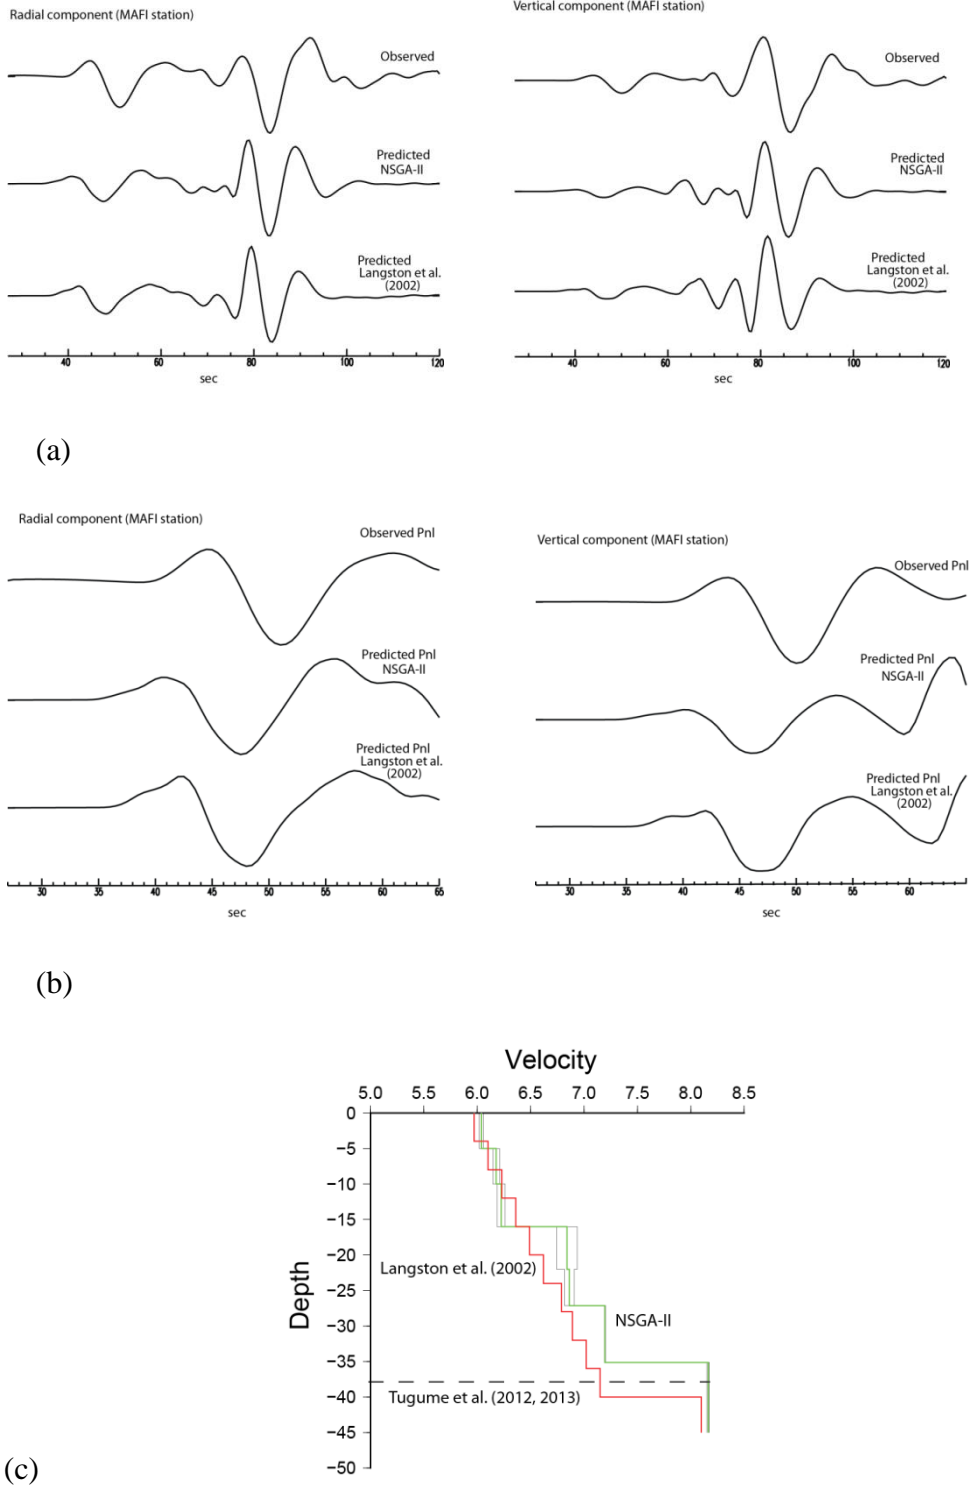 Radial component (MAFI station)
Observed
Predicted
NSGA-II
Predicted
Langston et al.
(2002)
40 60 80 100 120
sec
Vertical component (MAFI station)
Observed
Predicted
NSGA-II
Predicted
Langston et al.
(2002)
40 60 80 100 120
sec
(a)
Radial component (MAFI station)
Observed Pnl
Predicted Pnl
NSGA-II
Predicted Pnl
Langston et al.
(2002)
30 35 40 45 50 55 60 65
sec
Vertical component (MAFI station)
Observed Pnl
Predicted Pnl
NSGA-II
Predicted Pnl
Langston et al.
(2002)
30 40 50 60
sec
(b)
Velocity
5.0 5.5 6.0 6.5 7.0 7.5 8.0 8.5
0
−5
−10
−15
−20
−25
−30
−35
−40
−45
−50
Depth
Langston et al. (2002)
NSGA-II
Tugume et al. (2012, 2013)
(c)